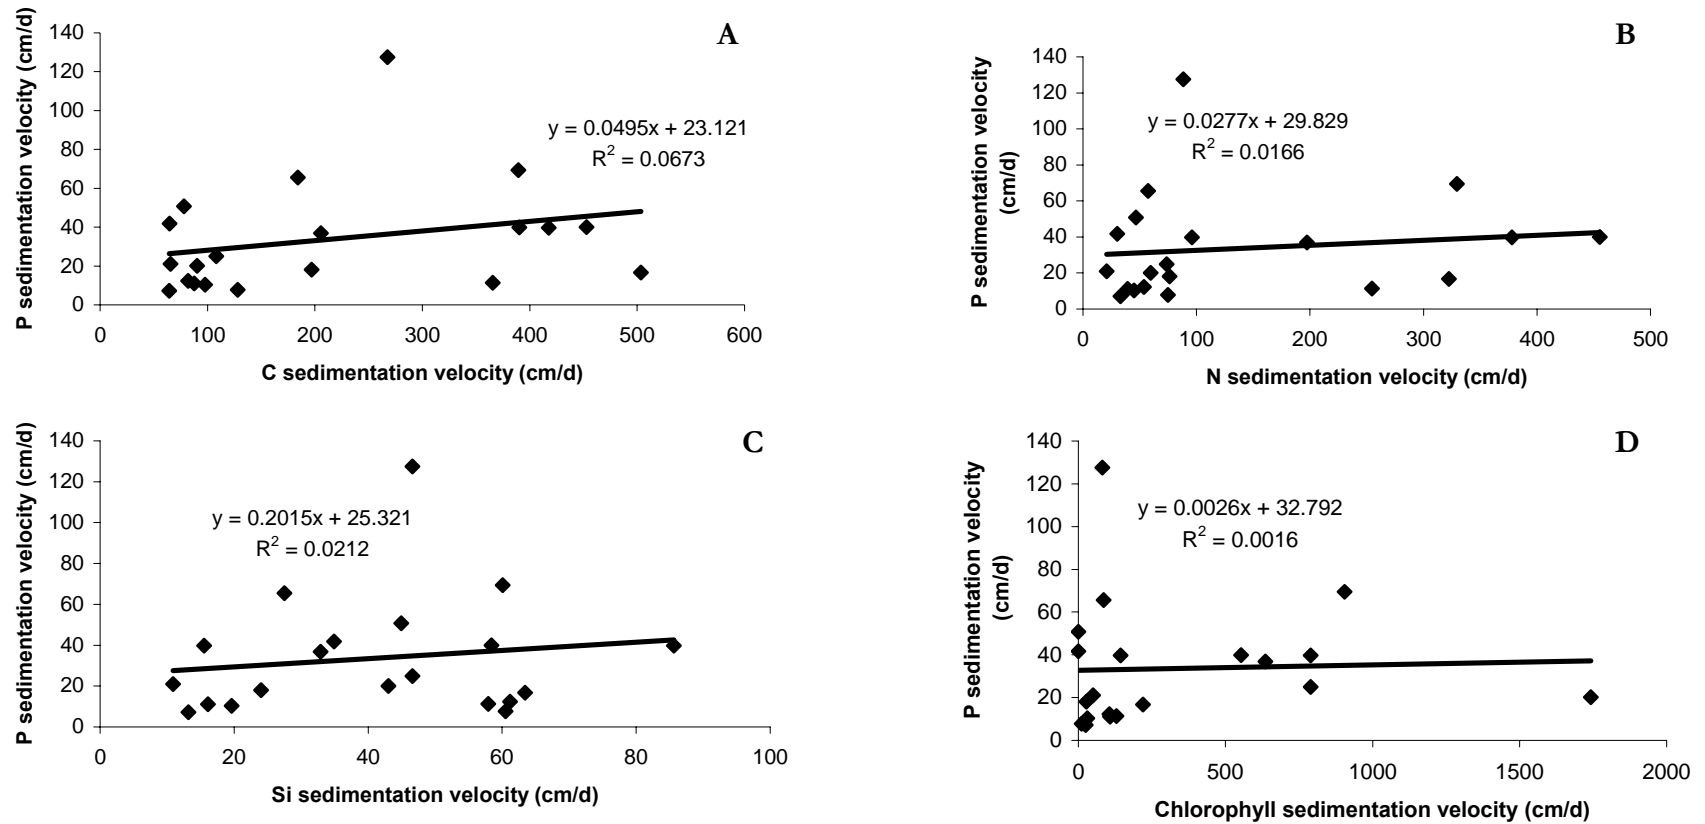 A
P sedimentation velocity (cm/d)
140
120
100
80
60
40
20
0
y = 0.0495x + 23.121
R² = 0.0673
0 100 200 300 400 500 600
C sedimentation velocity (cm/d)
B
P sedimentation velocity
(cm/d)
140
120
100
80
60
40
20
0
y = 0.0277x + 29.829
R² = 0.0166
0 100 200 300 400 500
N sedimentation velocity (cm/d)
C
P sedimentation velocity (cm/d)
140
120
100
80
60
40
20
0
y = 0.2015x + 25.321
R² = 0.0212
0 20 40 60 80 100
Si sedimentation velocity (cm/d)
D
P sedimentation velocity
(cm/d)
140
120
100
80
60
40
20
0
y = 0.0026x + 32.792
R² = 0.0016
0 500 1000 1500 2000
Chlorophyll sedimentation velocity (cm/d)